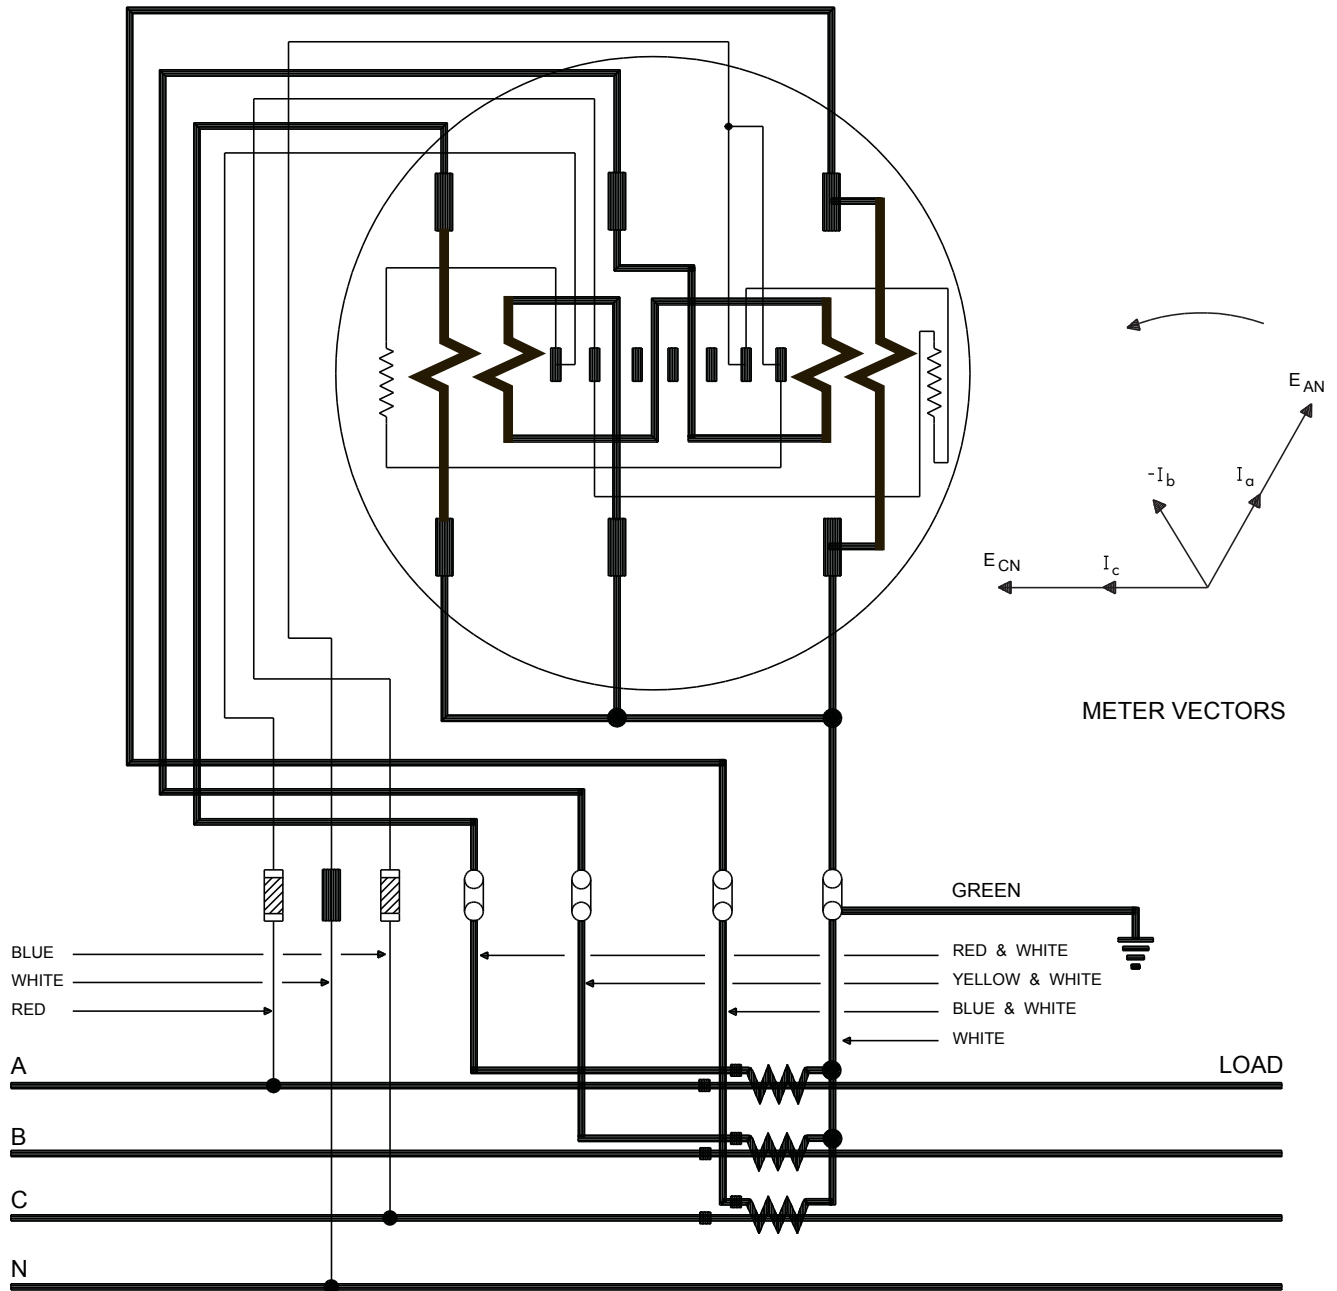 E AN
-I b
I a
E CN
I c
METER VECTORS
GREEN
BLUE
RED & WHITE
WHITE
YELLOW & WHITE
RED
BLUE & WHITE
WHITE
A
LOAD
B
C
N